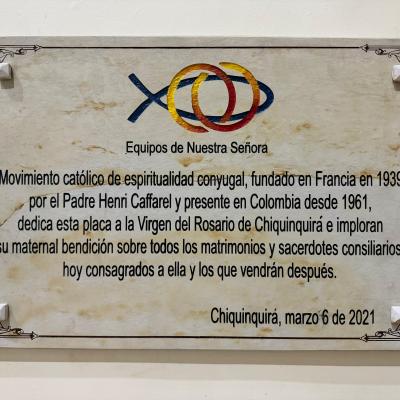 Equipos de Nuestra Señora
Movimiento católico de espiritualidad conyugal, fundado en Francia en 1939
por el Padre Henri Caffarel y presente en Colombia desde 1961,
dedica esta placa a la Virgen del Rosario de Chiquinquirá e imploran
su maternal bendición sobre todos los matrimonios y sacerdotes consiliarios
hoy consagrados a ella y los que vendrán después.
Chiquinquirá, marzo 6 de 2021